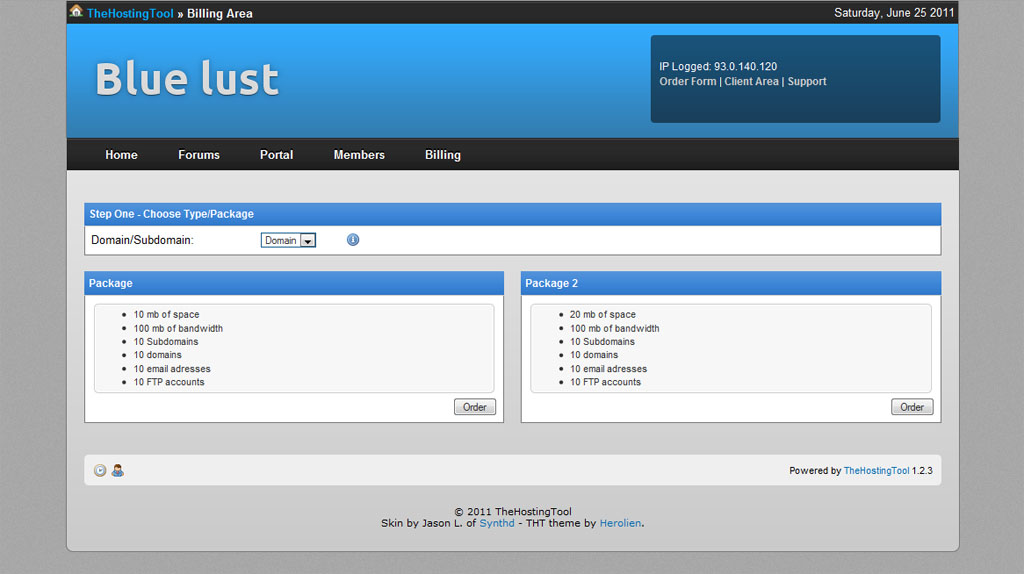 TheHostingTool » Billing Area
Saturday, June 25 2011
Blue lust
IP Logged: 93.0.140.120
Order Form | Client Area | Support
Home Forums Portal Members Billing
Step One - Choose Type/Package
Domain/Subdomain: Domain
Package
10 mb of space
100 mb of bandwidth
10 Subdomains
10 domains
10 email adresses
10 FTP accounts
Order
Package 2
20 mb of space
100 mb of bandwidth
10 Subdomains
10 domains
10 email adresses
10 FTP accounts
Order
Powered by TheHostingTool 1.2.3
© 2011 TheHostingTool
Skin by Jason L. of Synthd - THT theme by Herolien.